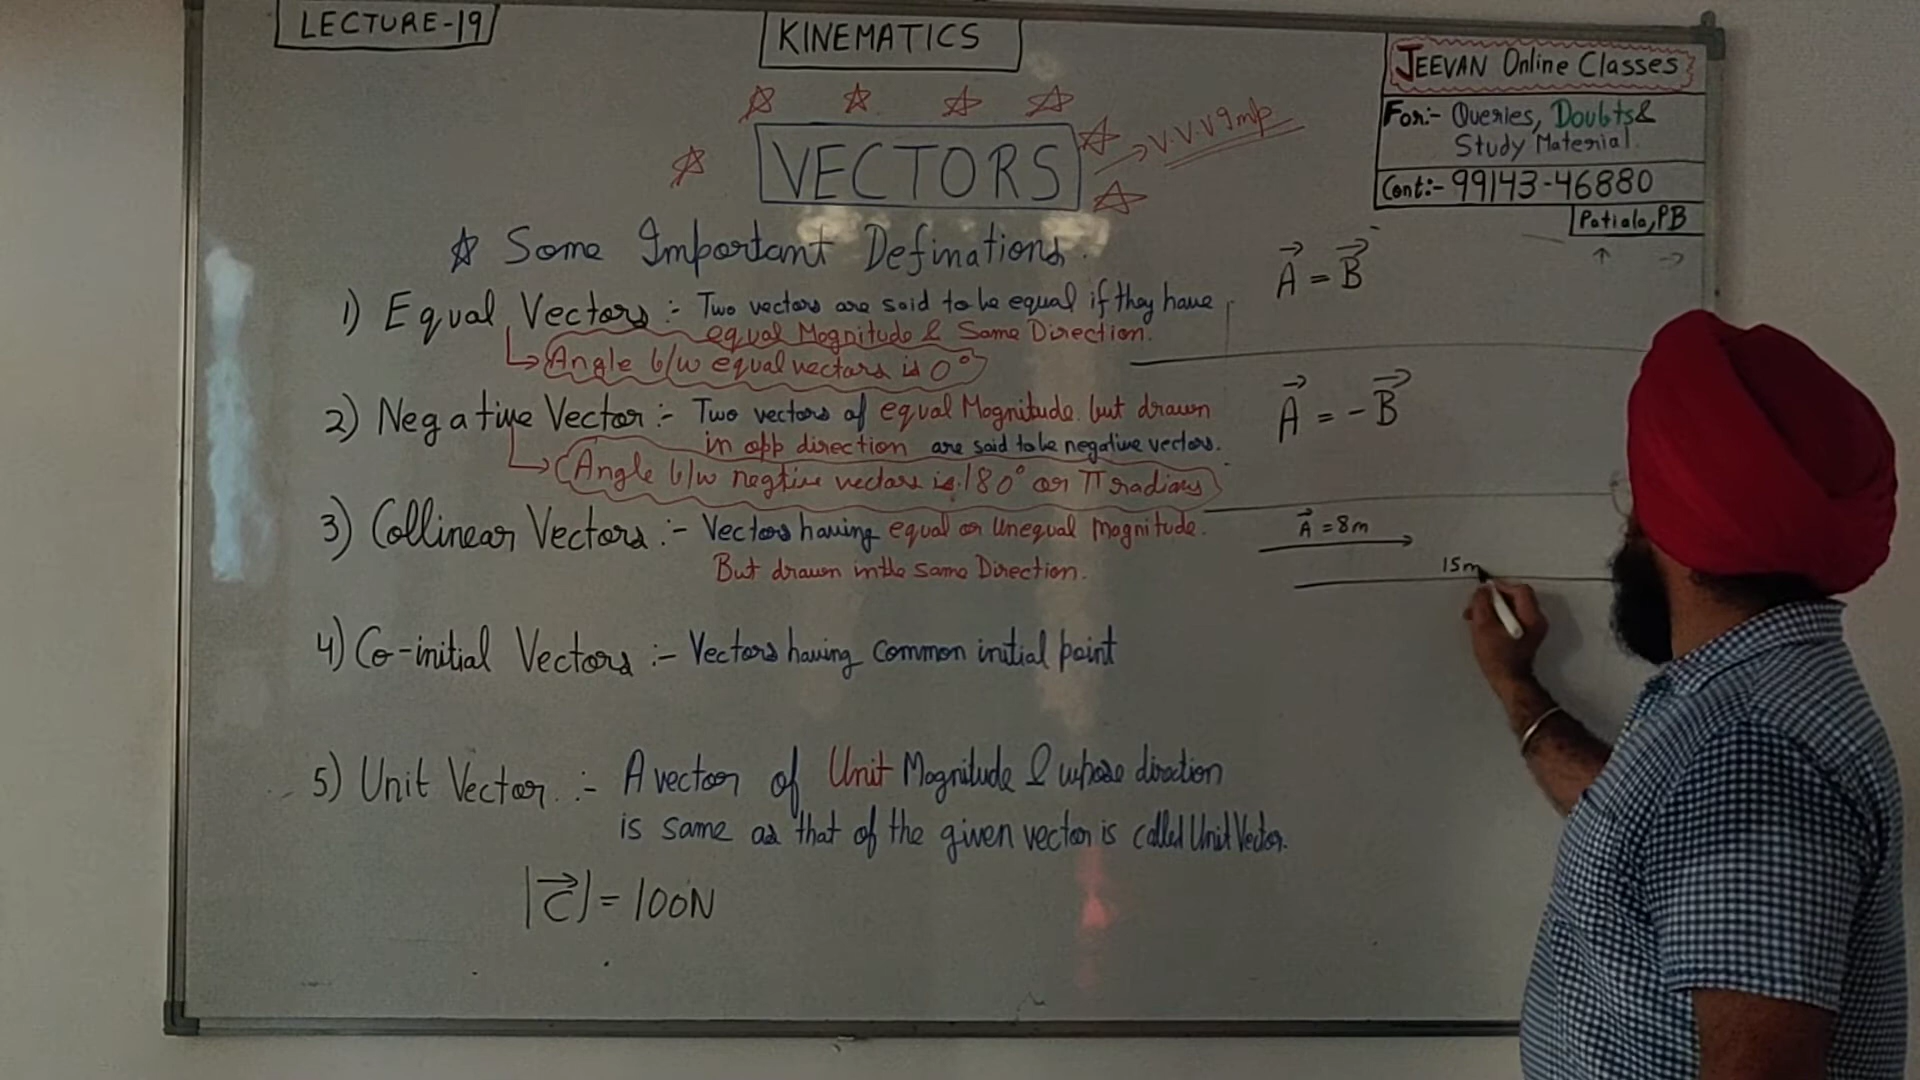 LECTURE-19
KINEMATICS
JEEVAN Online Classes
For:- Queries, Doubts &
Study Material.
Cont:- 99143-46880
Patiala, PB
VECTORS
V.V.V Imp
Some Important Definations.
1) Equal Vectors :- Two vectors are said to be equal if they have
equal Magnitude & Same Direction.
Angle b/w equal vectors is 0°
A⃗ = B⃗
2) Negative Vector :- Two vectors of equal Magnitude but drawn
in opp direction are said to be negative vectors.
Angle b/w negtive vectors is 180° or π radians
A⃗ = -B⃗
3) Collinear Vectors :- Vectors having equal or Unequal Magnitude.
But drawn in the same Direction.
A⃗ = 8m
15m
4) Co-initial Vectors :- Vectors having common initial point
5) Unit Vector :- A vector of Unit Magnitude & whose direction
is same as that of the given vector is called Unit Vector.
|C⃗| = 100N